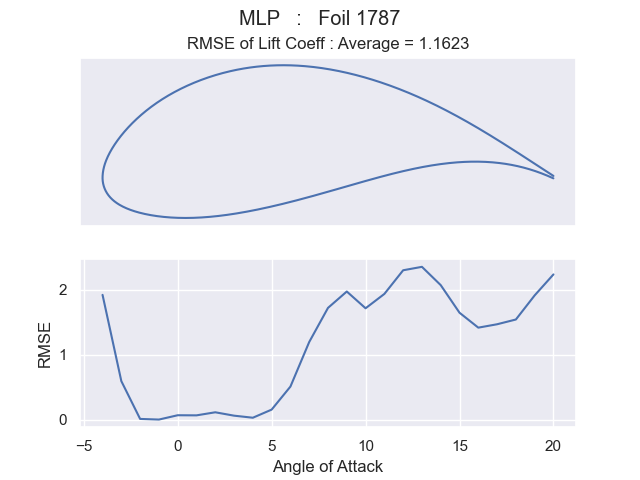 MLP   :   Foil 1787
RMSE of Lift Coeff : Average = 1.1623
2
1
0
RMSE
−5 0 5 10 15 20
Angle of Attack